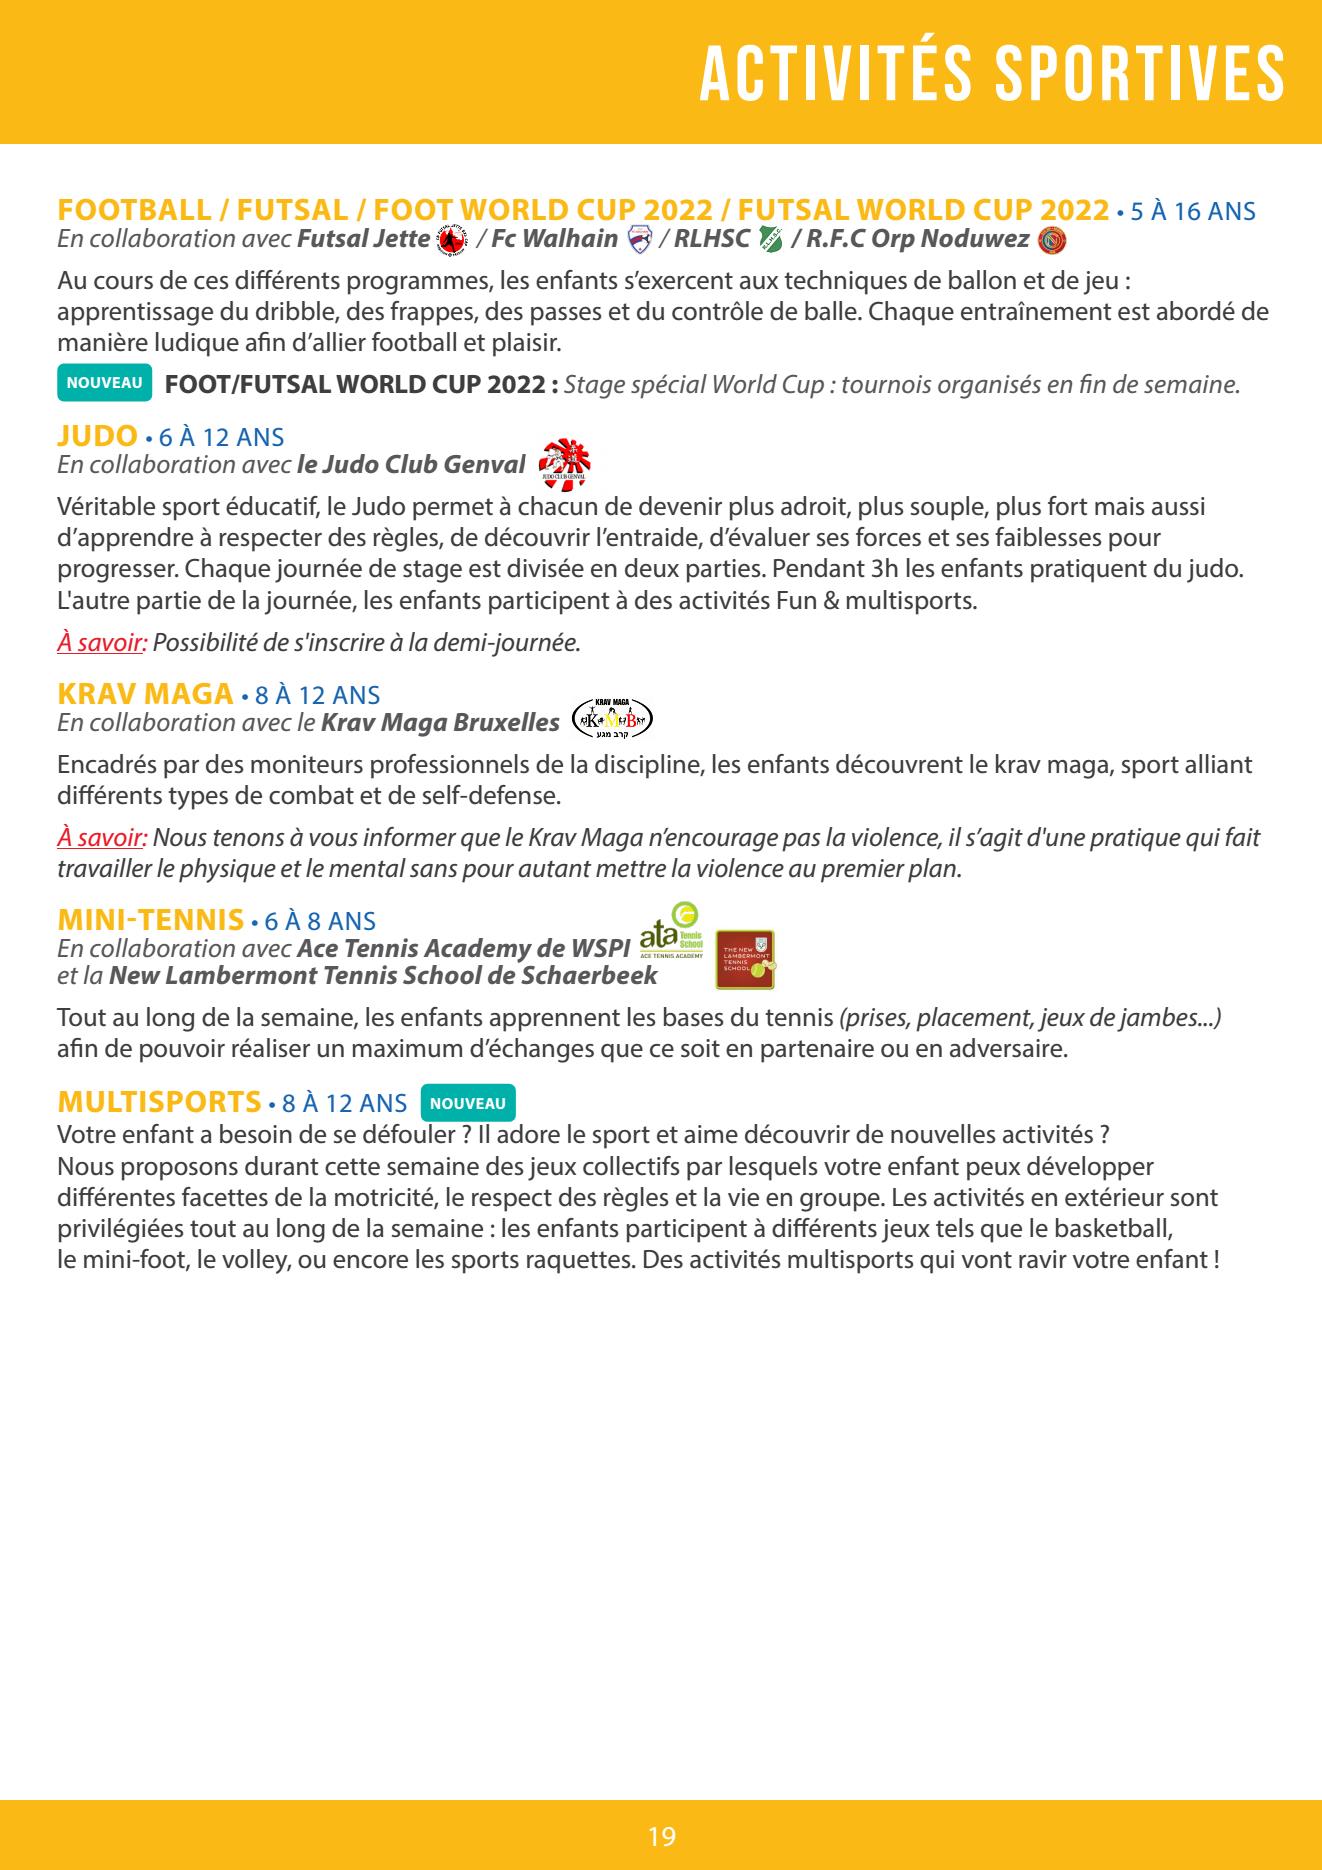 ACTIVITÉS SPORTIVES
FOOTBALL / FUTSAL / FOOT WORLD CUP 2022 / FUTSAL WORLD CUP 2022 • 5 À 16 ANS
En collaboration avec Futsal Jette / Fc Walhain / RLHSC / R.F.C Orp Noduwez
Au cours de ces différents programmes, les enfants s’exercent aux techniques de ballon et de jeu :
apprentissage du dribble, des frappes, des passes et du contrôle de balle. Chaque entraînement est abordé de
manière ludique afin d’allier football et plaisir.
NOUVEAU FOOT/FUTSAL WORLD CUP 2022 : Stage spécial World Cup : tournois organisés en fin de semaine.
JUDO • 6 À 12 ANS
En collaboration avec le Judo Club Genval
JUDO CLUB GENVAL
Véritable sport éducatif, le Judo permet à chacun de devenir plus adroit, plus souple, plus fort mais aussi
d’apprendre à respecter des règles, de découvrir l’entraide, d’évaluer ses forces et ses faiblesses pour
progresser. Chaque journée de stage est divisée en deux parties. Pendant 3h les enfants pratiquent du judo.
L'autre partie de la journée, les enfants participent à des activités Fun & multisports.
À savoir: Possibilité de s'inscrire à la demi-journée.
KRAV MAGA • 8 À 12 ANS
En collaboration avec le Krav Maga Bruxelles
KRAV MAGA
KMB
קרב מגע
Encadrés par des moniteurs professionnels de la discipline, les enfants découvrent le krav maga, sport alliant
différents types de combat et de self-defense.
À savoir: Nous tenons à vous informer que le Krav Maga n’encourage pas la violence, il s’agit d'une pratique qui fait
travailler le physique et le mental sans pour autant mettre la violence au premier plan.
MINI-TENNIS • 6 À 8 ANS
En collaboration avec Ace Tennis Academy de WSPI
et la New Lambermont Tennis School de Schaerbeek
ata Tennis
School
ACE TENNIS ACADEMY
THE NEW
LAMBERMONT
TENNIS
SCHOOL
Tout au long de la semaine, les enfants apprennent les bases du tennis (prises, placement, jeux de jambes...)
afin de pouvoir réaliser un maximum d’échanges que ce soit en partenaire ou en adversaire.
MULTISPORTS • 8 À 12 ANS NOUVEAU
Votre enfant a besoin de se défouler ? Il adore le sport et aime découvrir de nouvelles activités ?
Nous proposons durant cette semaine des jeux collectifs par lesquels votre enfant peux développer
différentes facettes de la motricité, le respect des règles et la vie en groupe. Les activités en extérieur sont
privilégiées tout au long de la semaine : les enfants participent à différents jeux tels que le basketball,
le mini-foot, le volley, ou encore les sports raquettes. Des activités multisports qui vont ravir votre enfant !
19